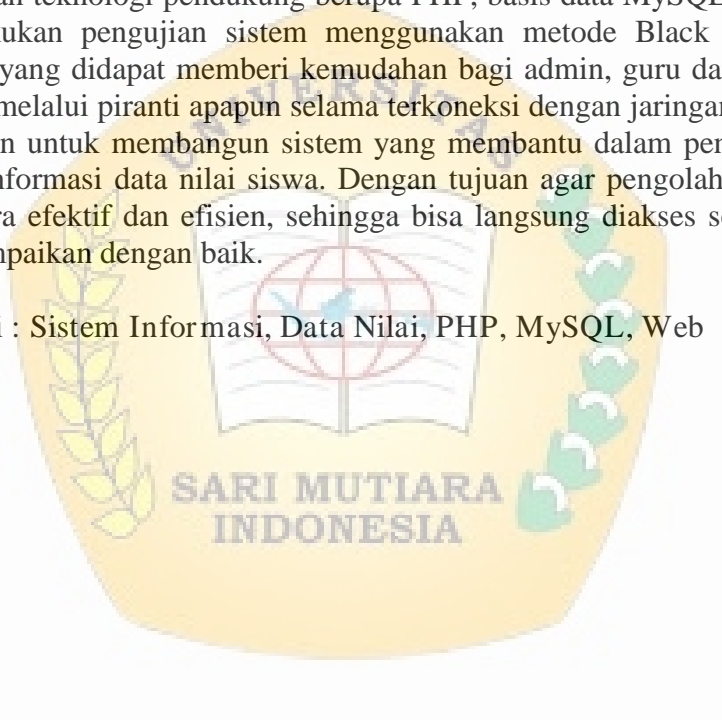 an teknologi pendukung berupa PHP, basis data MySQL
ukan pengujian sistem menggunakan metode Black
yang didapat memberi kemudahan bagi admin, guru da
melalui piranti apapun selama terkoneksi dengan jaringan
n untuk membangun sistem yang membantu dalam pen
nformasi data nilai siswa. Dengan tujuan agar pengolah
ra efektif dan efisien, sehingga bisa langsung diakses se
mpaikan dengan baik.
i : Sistem Informasi, Data Nilai, PHP, MySQL, Web
UNIVERSITAS
SARI MUTIARA
INDONESIA